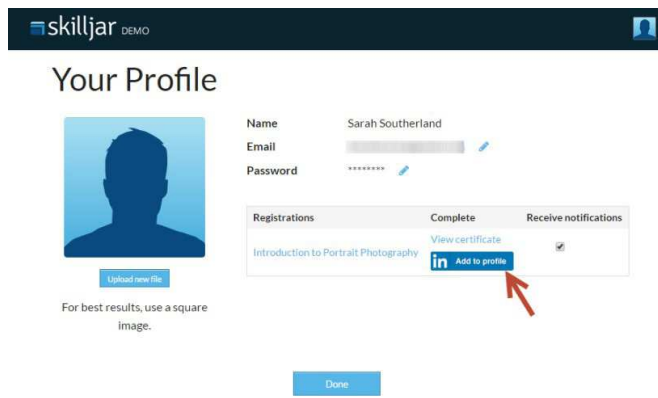 skilljar DEMO
Your Profile
Name Sarah Southerland
Email
Password ********
Registrations Complete Receive notifications
Introduction to Portrait Photography View certificate
in Add to profile
Upload new file
For best results, use a square
image.
Done